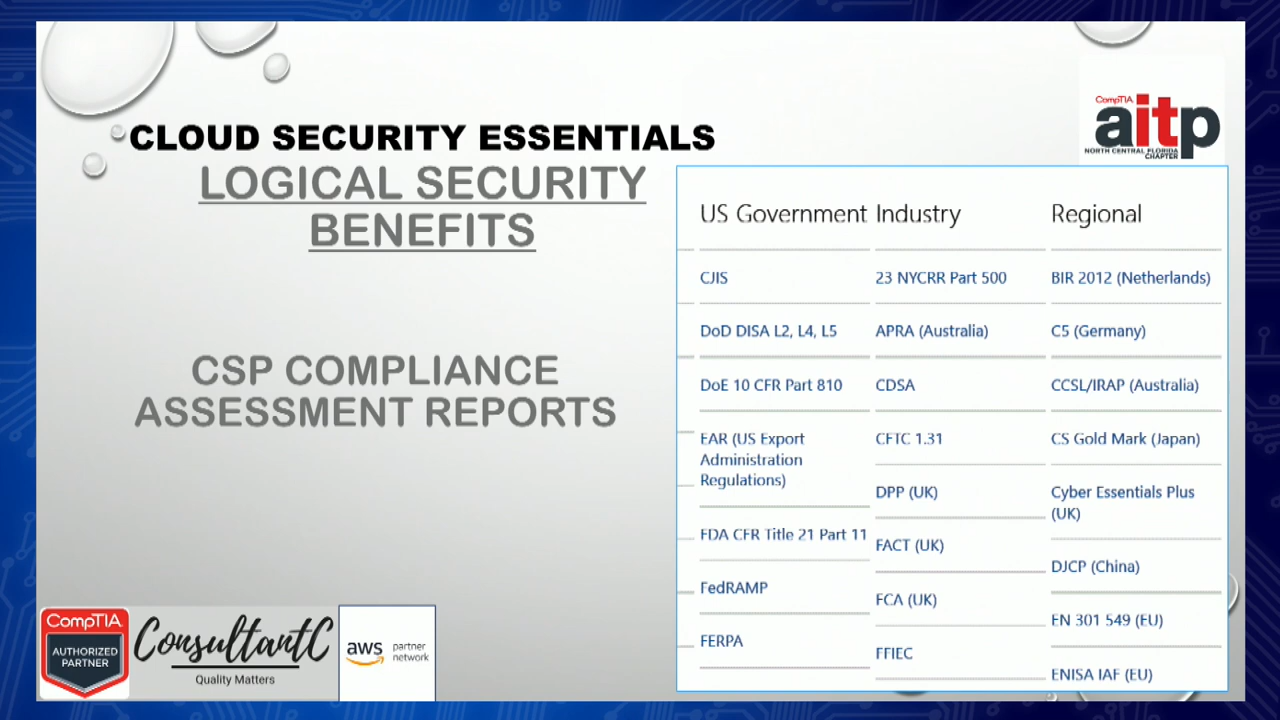 CLOUD SECURITY ESSENTIALS
LOGICAL SECURITY
BENEFITS
CSP COMPLIANCE
ASSESSMENT REPORTS
CompTIA
aitp
NORTH CENTRAL FLORIDA
CHAPTER
US Government
CJIS
DoD DISA L2, L4, L5
DoE 10 CFR Part 810
EAR (US Export
Administration
Regulations)
FDA CFR Title 21 Part 11
FedRAMP
FERPA
Industry
23 NYCRR Part 500
APRA (Australia)
CDSA
CFTC 1.31
DPP (UK)
FACT (UK)
FCA (UK)
FFIEC
Regional
BIR 2012 (Netherlands)
C5 (Germany)
CCSL/IRAP (Australia)
CS Gold Mark (Japan)
Cyber Essentials Plus
(UK)
DJCP (China)
EN 301 549 (EU)
ENISA IAF (EU)
CompTIA
AUTHORIZED
PARTNER
ConsultantC
Quality Matters
aws partner
network